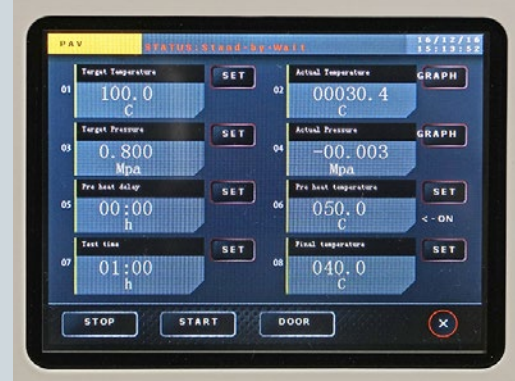 PAV
STATUS:Stand-by-Wait
16/12/16
15:13:52
01
Target Temperature
100.0
C
SET
02
Actual Temperature
00030.4
C
GRAPH
03
Target Pressure
0.800
Mpa
SET
04
Actual Pressure
-00.003
Mpa
GRAPH
05
Pre heat delay
00:00
h
SET
06
Pre heat temperature
050.0
C
SET
<-ON
07
Test time
01:00
h
SET
08
Final temperature
040.0
C
SET
STOP
START
DOOR
X